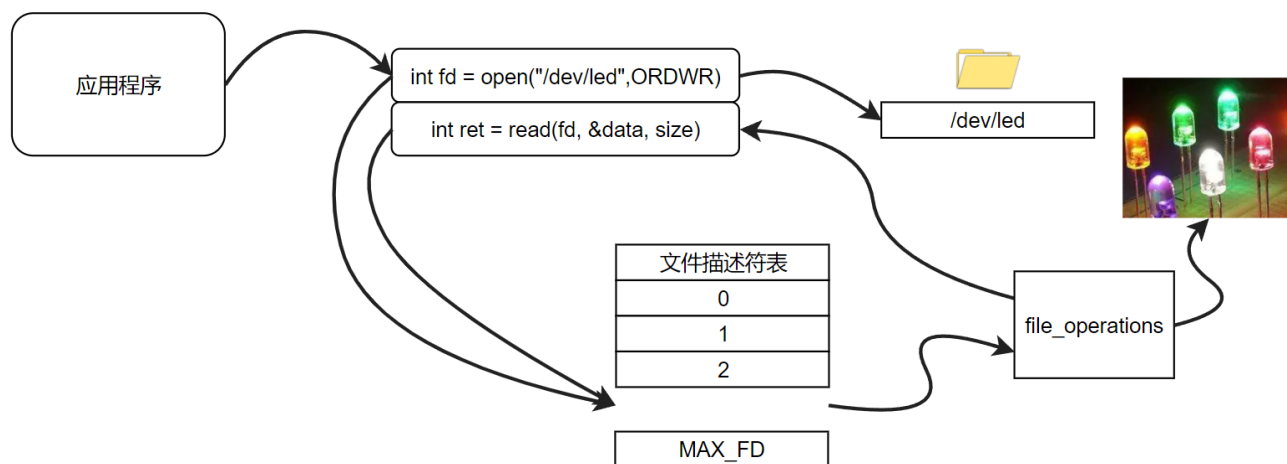 应用程序
int fd = open("/dev/led",ORDWR)
int ret = read(fd, &data, size)
/dev/led
文件描述符表
0
1
2
MAX_FD
file_operations